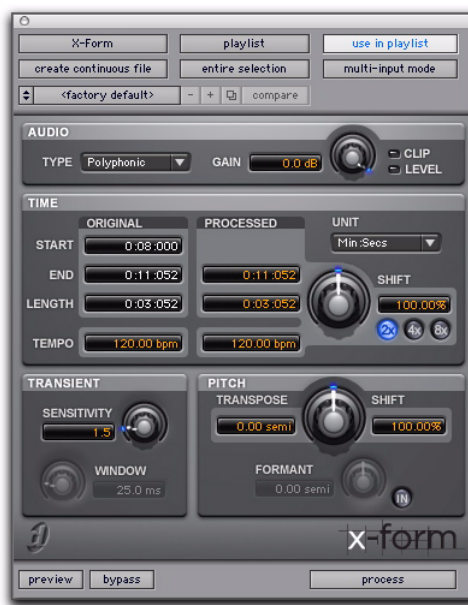 X-Form playlist use in playlist
create continuous file entire selection multi-input mode
<factory default> - + compare
AUDIO
TYPE Polyphonic GAIN 0.0 dB CLIP
LEVEL
TIME
ORIGINAL PROCESSED UNIT
START 0:08:000 Min:Secs
END 0:11:052 0:11:052 SHIFT
LENGTH 0:03:052 0:03:052 100.00%
2x 4x 8x
TEMPO 120.00 bpm 120.00 bpm
TRANSIENT
SENSITIVITY
1.5
WINDOW
25.0 ms
PITCH
TRANSPOSE SHIFT
0.00 semi 100.00%
FORMANT
0.00 semi IN
x-form
preview bypass process